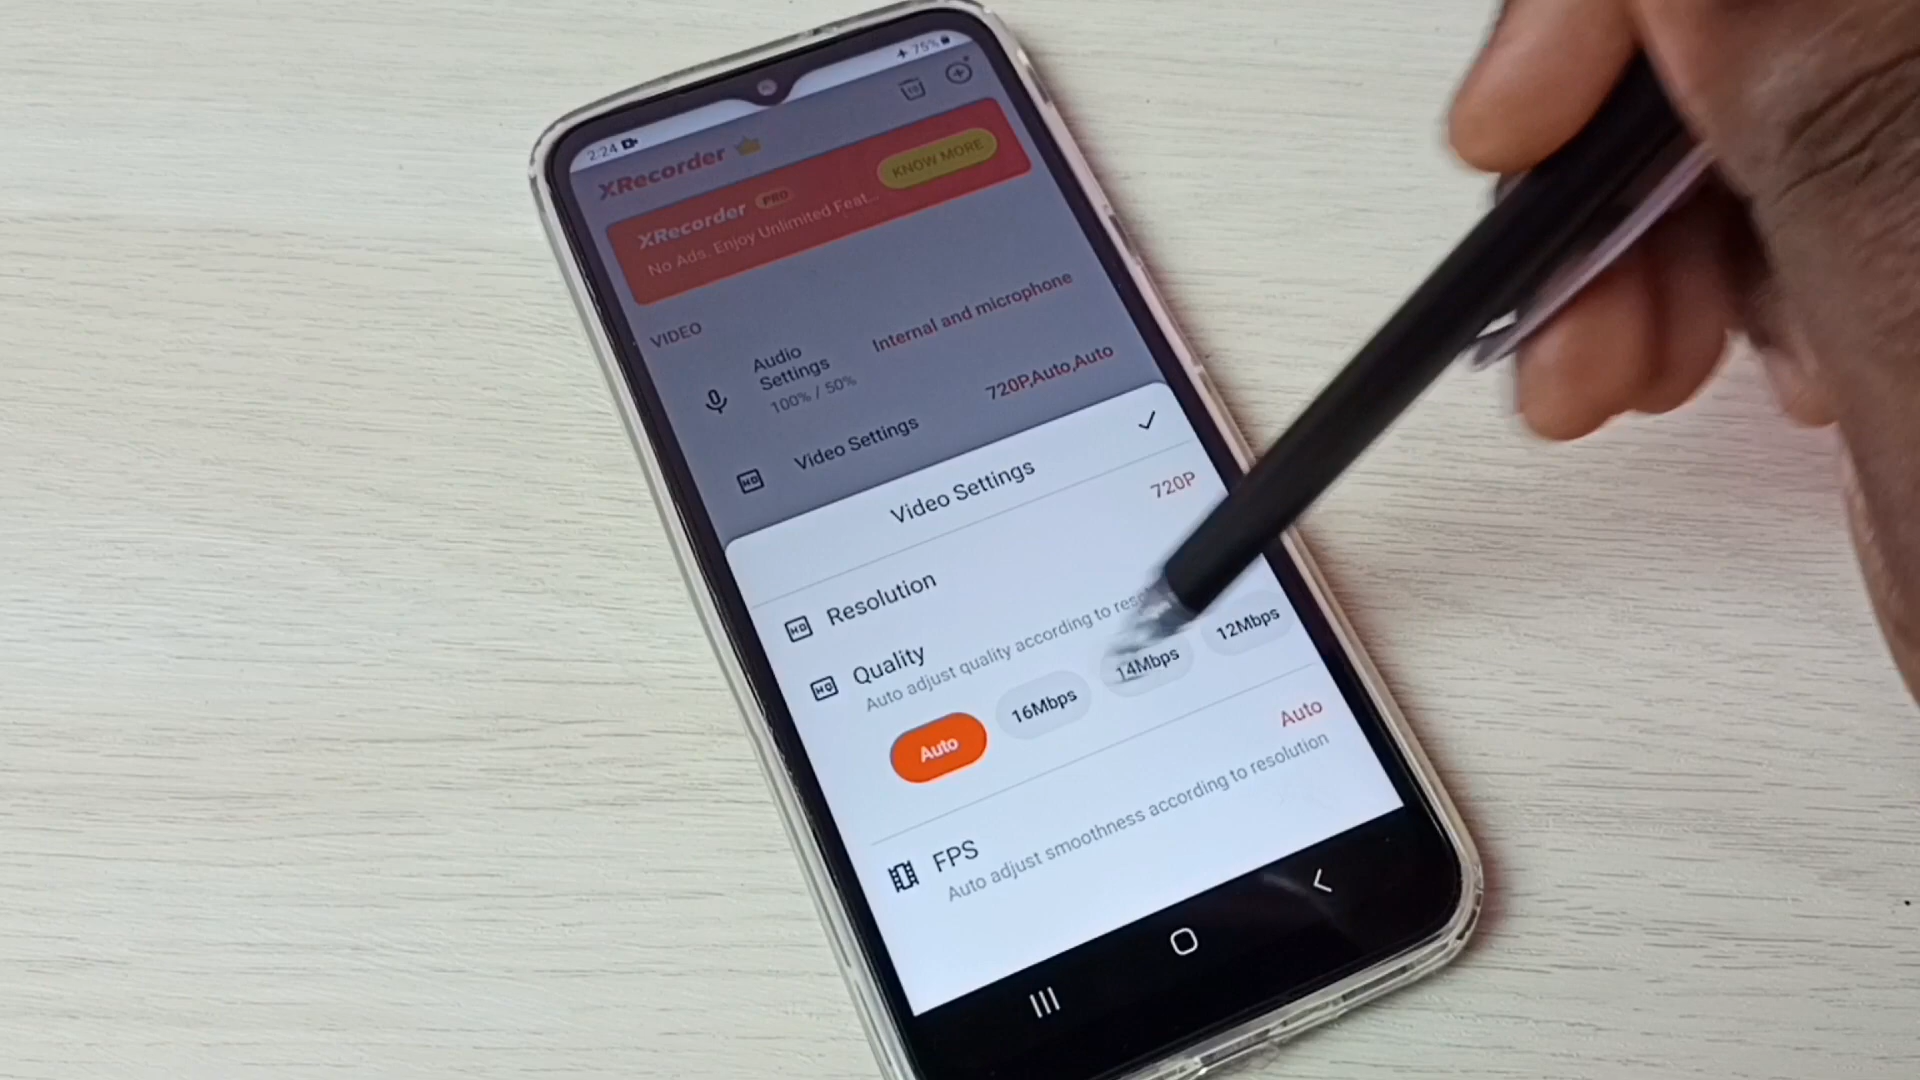 2:24
75%
XRecorder
XRecorder PRO
KNOW MORE
No Ads. Enjoy Unlimited Feat...
VIDEO
Audio Settings
Internal and microphone
100% / 50%
Video Settings
720P,Auto,Auto
Video Settings
Resolution
720P
Quality
Auto adjust quality according to
Auto
16Mbps
14Mbps
12Mbps
FPS
Auto
Auto adjust smoothness according to resolution